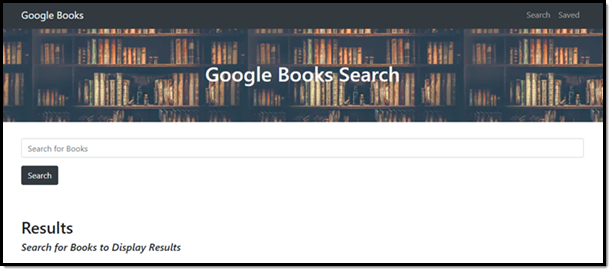 Google Books
Search Saved
Google Books Search
Search for Books
Search
Results
Search for Books to Display Results